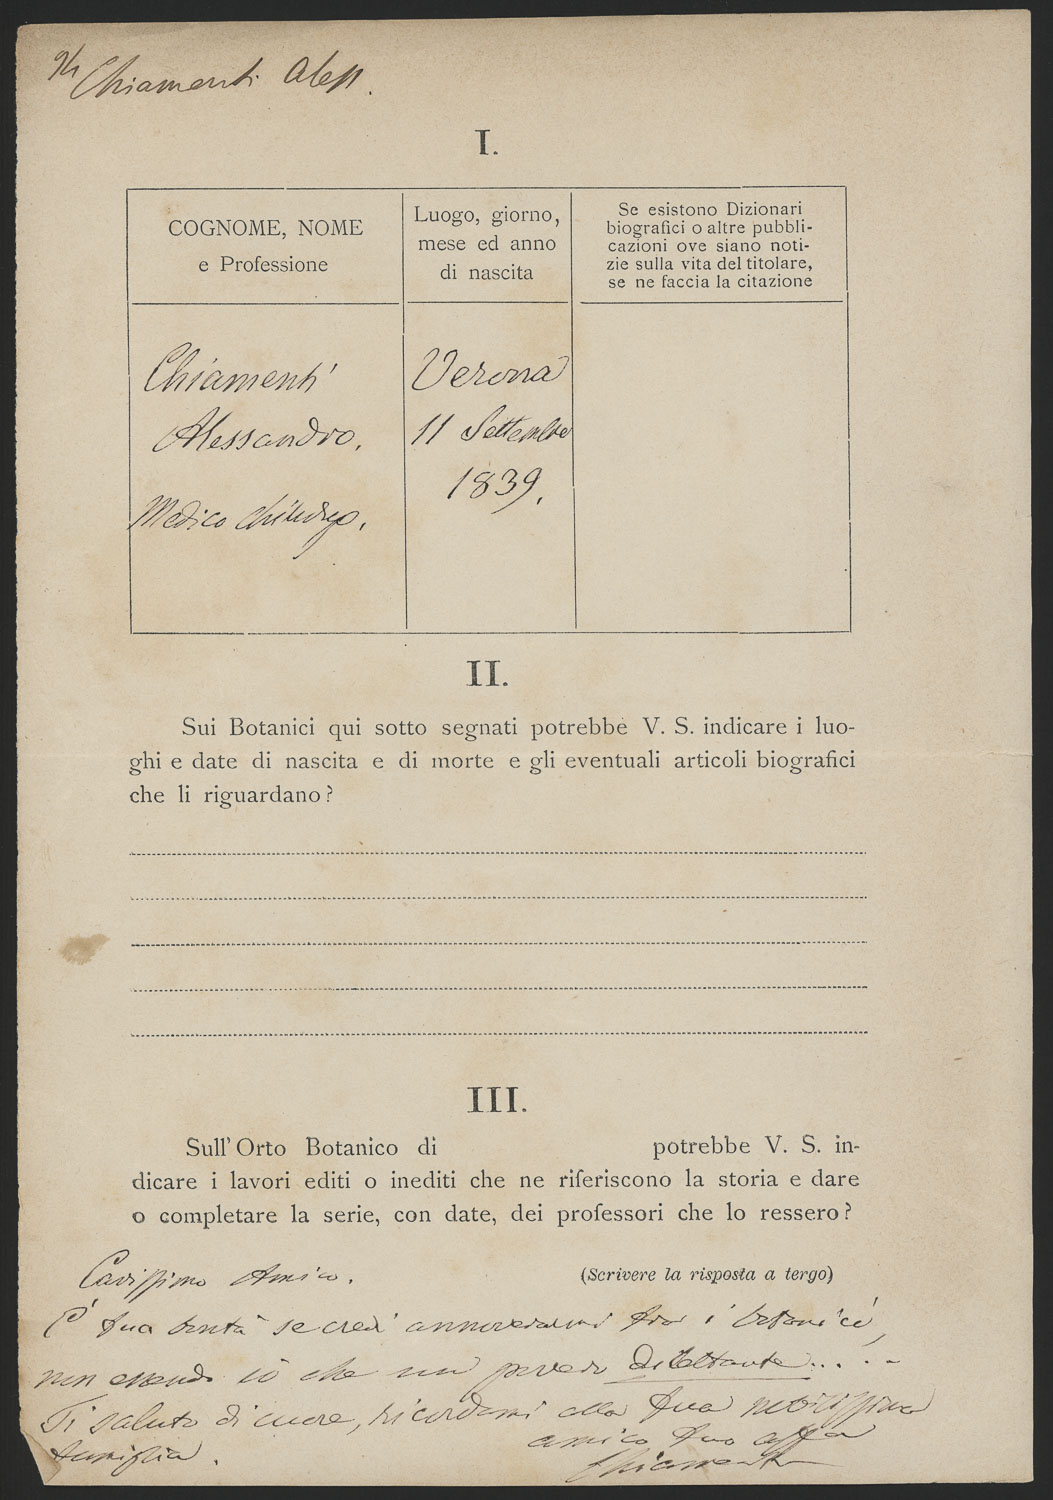 Chiamenti Aless.
I.
COGNOME, NOME
e Professione
Luogo, giorno,
mese ed anno
di nascita
Se esistono Dizionari
biografici o altre pubbli-
cazioni ove siano noti-
zie sulla vita del titolare,
se ne faccia la citazione
Chiamenti
Alessandro.
Medico chirurgo.
Verona
11 Settembre
1839.
II.
Sui Botanici qui sotto segnati potrebbe V. S. indicare i luo-
ghi e date di nascita e di morte e gli eventuali articoli biografici
che li riguardano?
III.
Sull'Orto Botanico di potrebbe V. S. in-
dicare i lavori editi o inediti che ne riferiscono la storia e dare
o completare la serie, con date, dei professori che lo ressero?
(Scrivere la risposta a tergo)
Carissimo Amico.
È tua bontà se credi annoverarmi fra i botanici,
non essendo io che un povero dilettante.....
Ti saluto di cuore, ricordami alla tua nobilissima
famiglia.
amico tuo affmo
Chiamenti